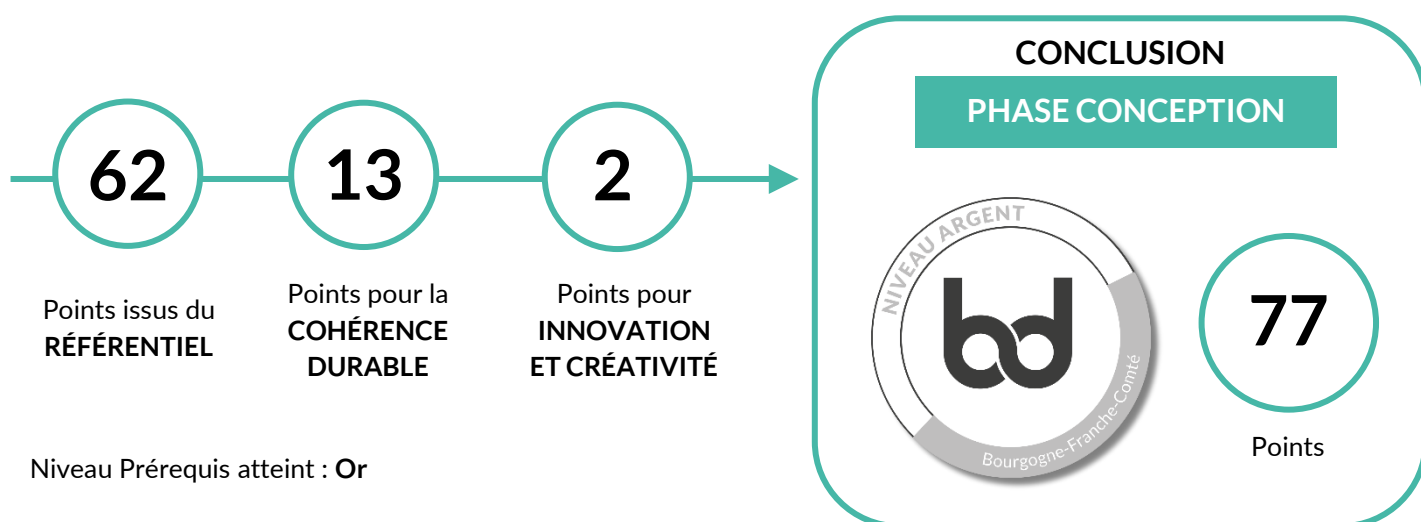 62
13
2
Points issus du
RÉFÉRENTIEL
Points pour la
COHÉRENCE
DURABLE
Points pour
INNOVATION
ET CRÉATIVITÉ
Niveau Prérequis atteint : Or
CONCLUSION
PHASE CONCEPTION
NIVEAU ARGENT
bd
Bourgogne-Franche-Comté
77
Points